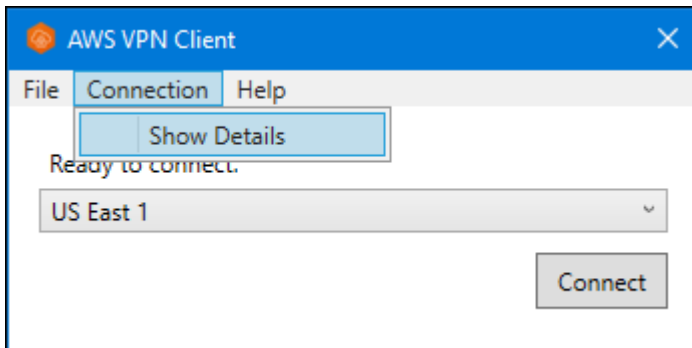 AWS VPN Client
File Connection Help
Show Details
Ready to connect.
US East 1
Connect